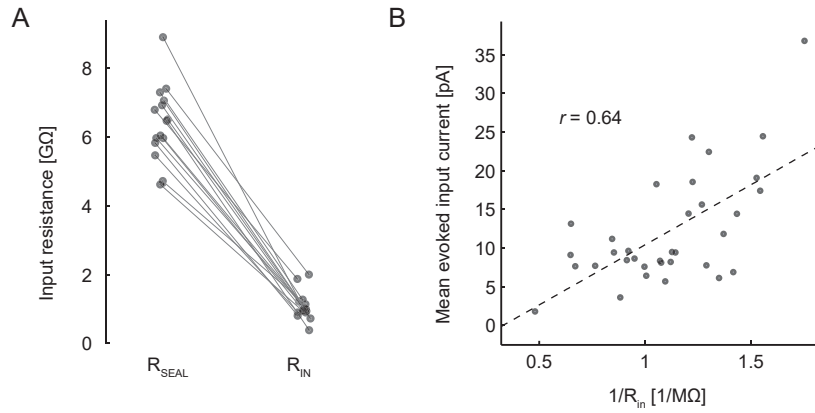 A
Input resistance [GΩ]
8
6
4
2
0
R_SEAL
R_IN
B
Mean evoked input current [pA]
35
30
25
20
15
10
5
0
r = 0.64
0.5
1
1.5
1/R_in [1/MΩ]